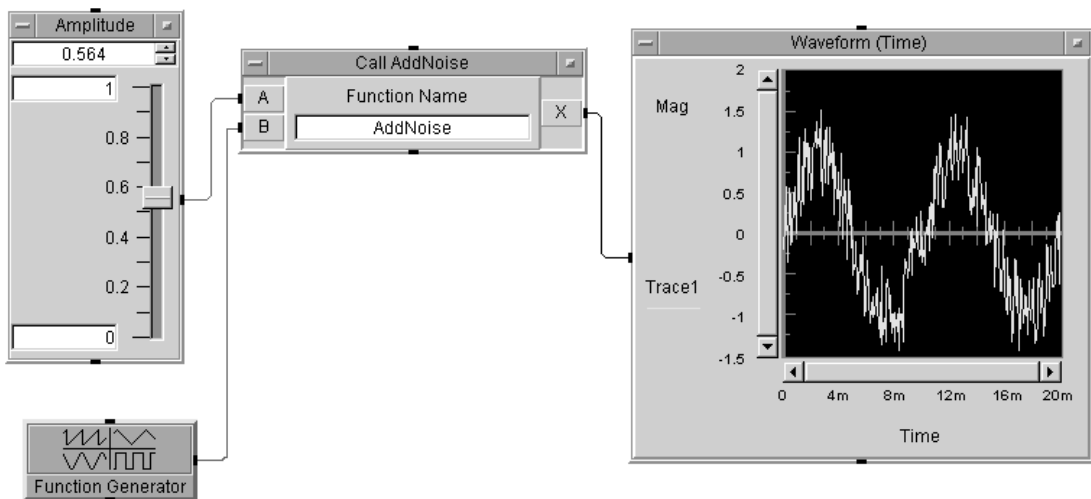 Amplitude
0.564
1
0.8
0.6
0.4
0.2
0
Call AddNoise
A
B
Function Name
AddNoise
X
Waveform (Time)
Mag
Trace1
2
1.5
1
0.5
0
-0.5
-1
-1.5
0 4m 8m 12m 16m 20m
Time
Function Generator